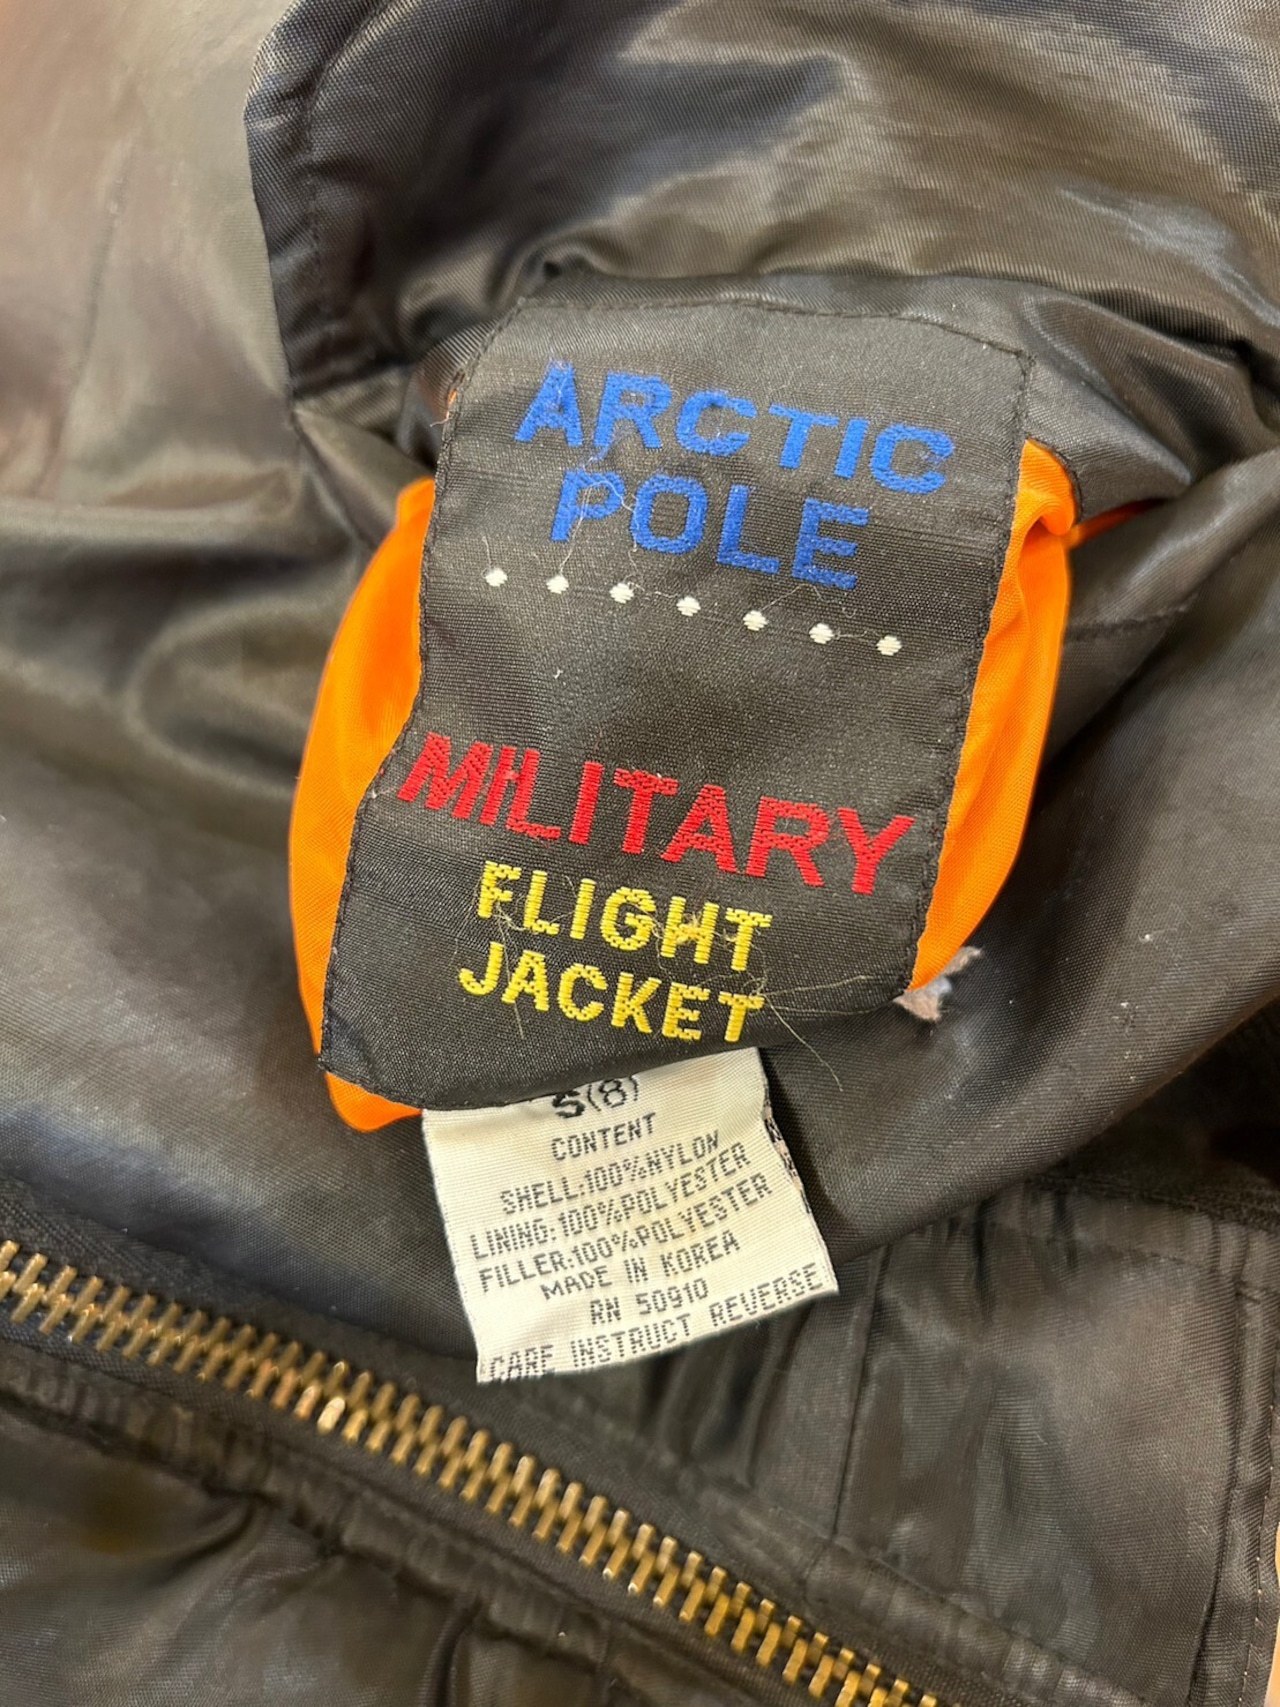 ARCTIC
POLE
MILITARY
FLIGHT
JACKET
S(8)
CONTENT
SHELL:100%NYLON
LINING:100%POLYESTER
FILLER:100%POLYESTER
MADE IN KOREA
RN 50910
CARE INSTRUCT REVERSE